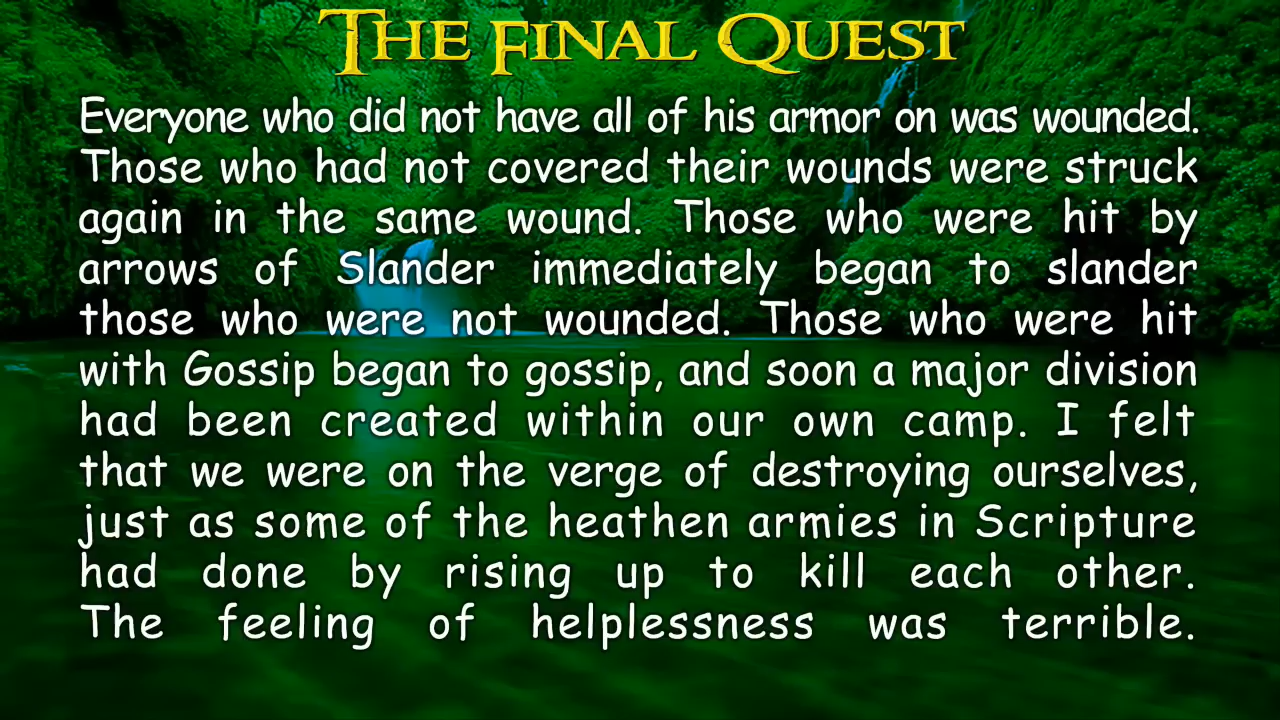 The Final Quest
Everyone who did not have all of his armor on was wounded.
Those who had not covered their wounds were struck
again in the same wound. Those who were hit by
arrows of Slander immediately began to slander
those who were not wounded. Those who were hit
with Gossip began to gossip, and soon a major division
had been created within our own camp. I felt
that we were on the verge of destroying ourselves,
just as some of the heathen armies in Scripture
had done by rising up to kill each other.
The feeling of helplessness was terrible.